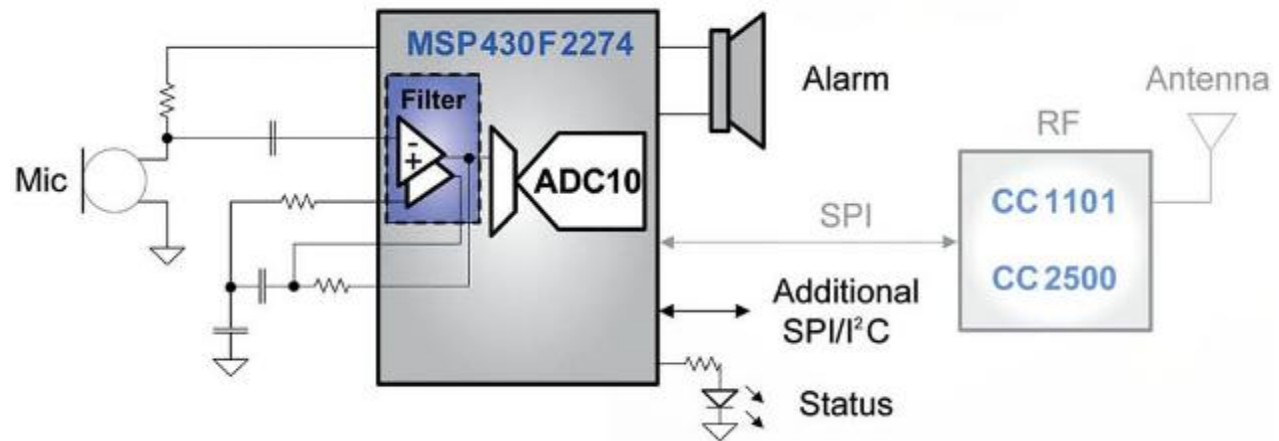 MSP430F2274
Filter
-
+
ADC10
Mic
Alarm
Antenna
RF
CC1101
CC2500
SPI
Additional
SPI/I²C
Status